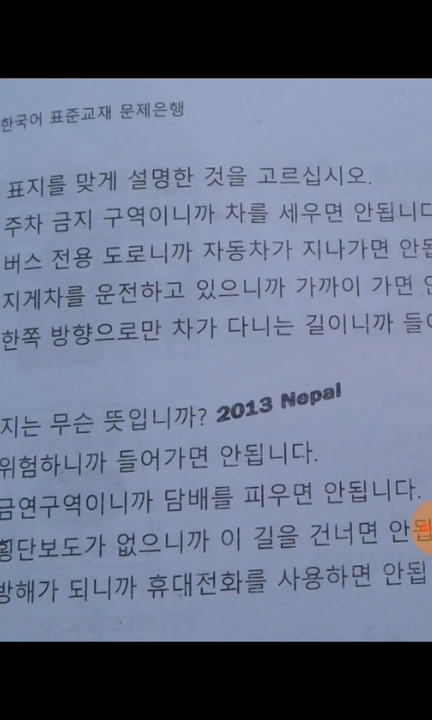 한국어 표준교재 문제은행
표지를 맞게 설명한 것을 고르십시오.
주차 금지 구역이니까 차를 세우면 안됩니다
버스 전용 도로니까 자동차가 지나가면
지게차를 운전하고 있으니까 가까이 가면
한쪽 방향으로만 차가 다니는 길이니까
지는 무슨 뜻입니까? 2013 Nepal
위험하니까 들어가면 안됩니다.
금연구역이니까 담배를 피우면 안됩니다.
횡단보도가 없으니까 이 길을 건너면
방해가 되니까 휴대전화를 사용하면 안됩